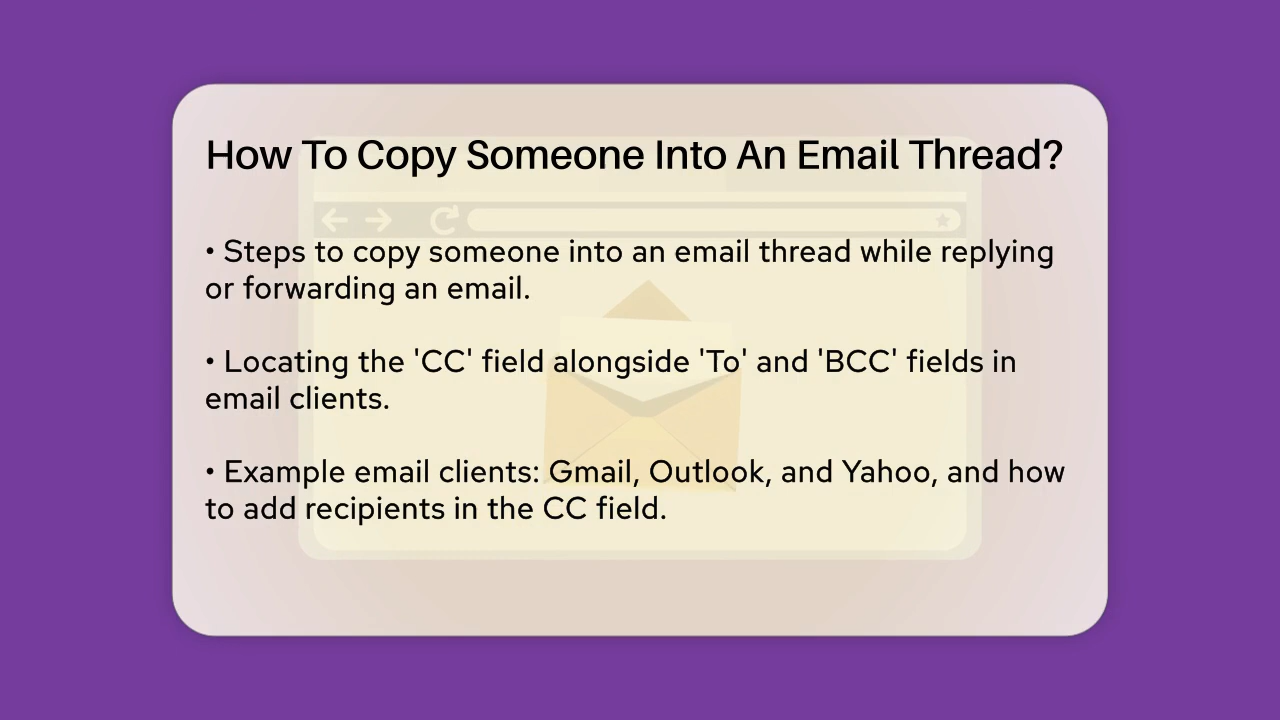 How To Copy Someone Into An Email Thread?
• Steps to copy someone into an email thread while replying
or forwarding an email.
• Locating the 'CC' field alongside 'To' and 'BCC' fields in
email clients.
• Example email clients: Gmail, Outlook, and Yahoo, and how
to add recipients in the CC field.